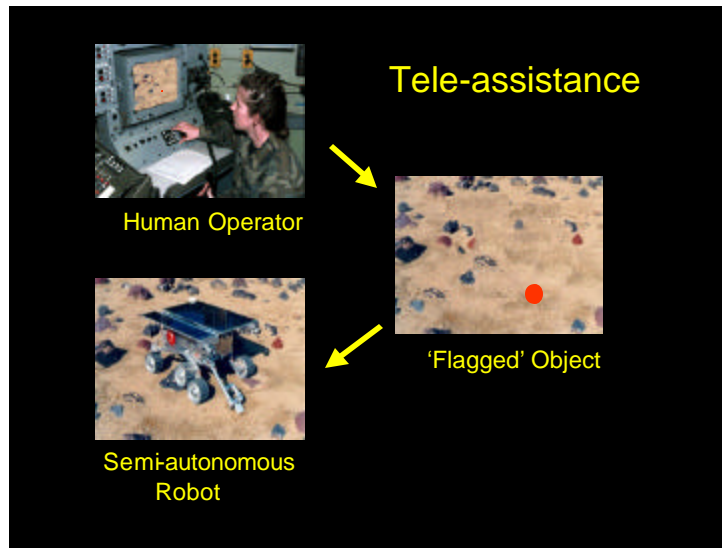 Tele-assistance
Human Operator
'Flagged' Object
Semi-autonomous
Robot